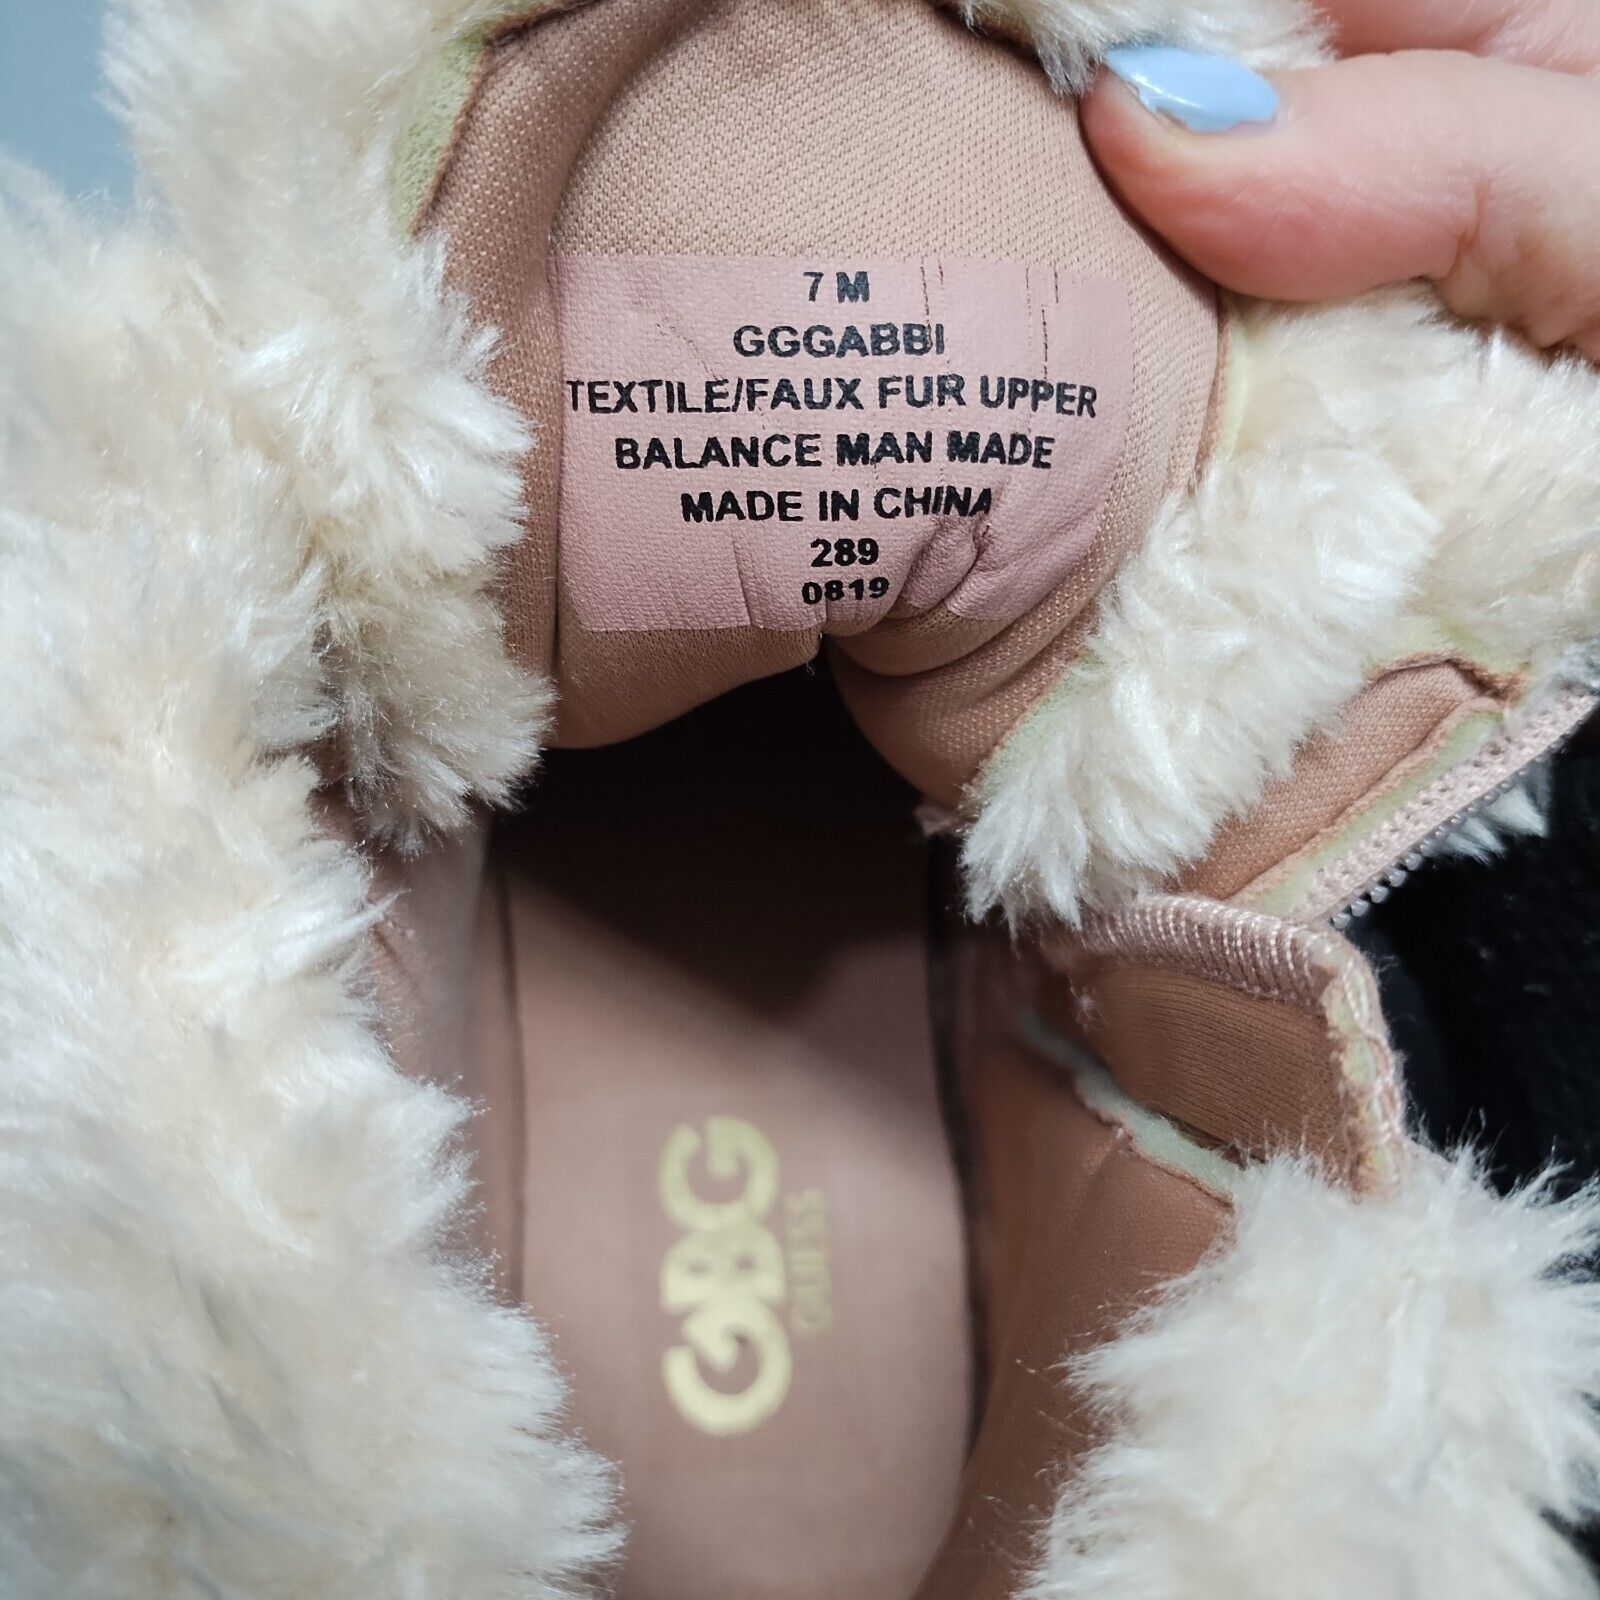 7 M
GGGABBI
TEXTILE/FAUX FUR UPPER
BALANCE MAN MADE
MADE IN CHINA
289
0819
GBG
GUESS